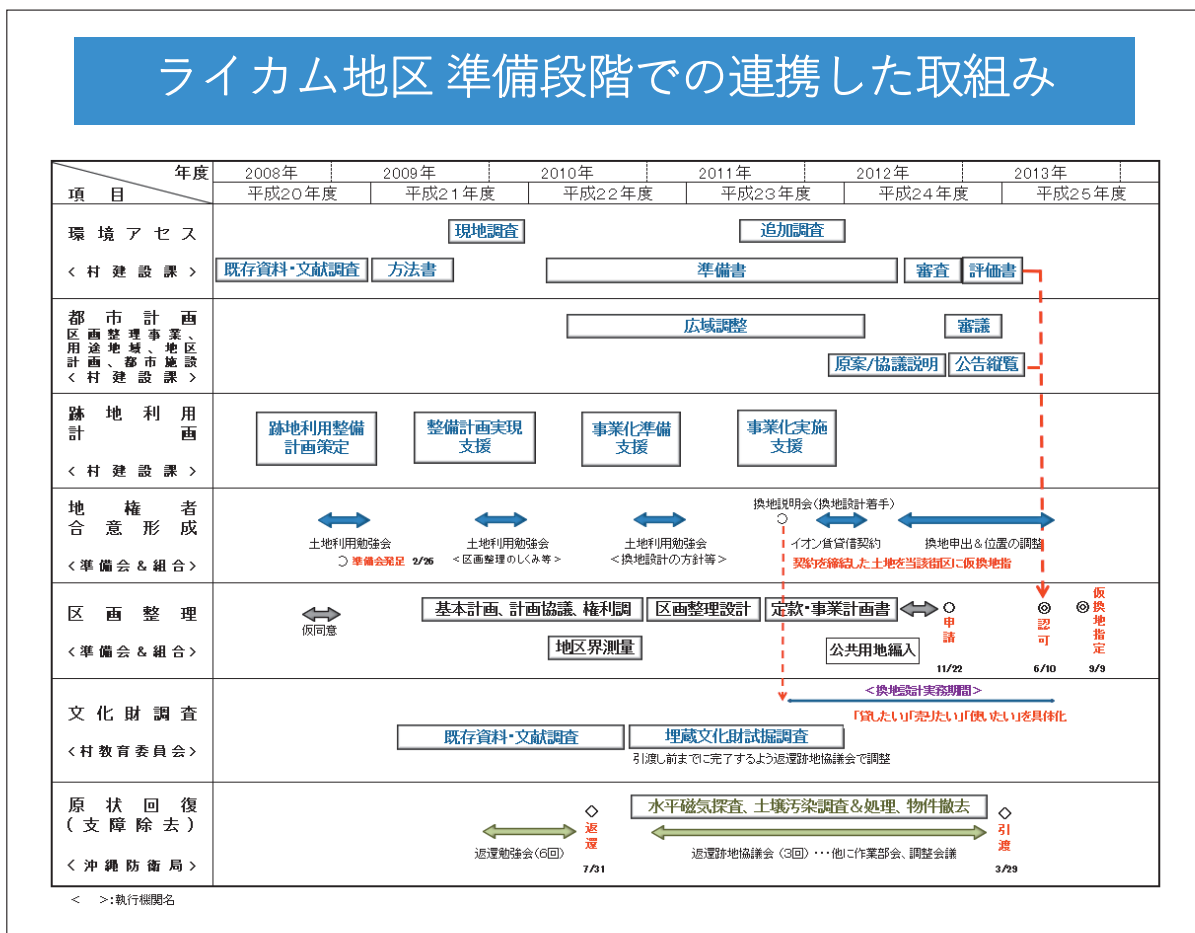 ライカム地区 準備段階での連携した取組み
年度
項 目
2008年 2009年 2010年 2011年 2012年 2013年
平成20年度 平成21年度 平成22年度 平成23年度 平成24年度 平成25年度
環境アセス
<村建設課>
現地調査
追加調査
既存資料・文献調査
方法書
準備書
審査
評価書
都市計画
区画整理事業、
用途地域、地区
計画、都市施設
<村建設課>
広域調整
審議
原案/協議説明
公告縦覧
跡地利用
計画
<村建設課>
跡地利用整備
計画策定
整備計画実現
支援
事業化準備
支援
事業化実施
支援
地権者
合意形成
<準備会&組合>
換地説明会(換地設計着手)
土地利用勉強会
準備会発足 2/26
土地利用勉強会
<区画整理のしくみ等>
土地利用勉強会
<換地設計の方針等>
イオン賃貸借契約
換地申出&位置の調整
契約を締結した土地を当該街区に仮換地指
区画整理
<準備会&組合>
仮同意
基本計画、計画協議、権利調
区画整理設計
定款・事業計画書
地区界測量
公共用地編入
申請
11/22
認可
6/10
仮換地指定
9/9
文化財調査
<村教育委員会>
<換地設計実務期間>
「貸したい」「売りたい」「使いたい」を具体化
既存資料・文献調査
埋蔵文化財試掘調査
引渡し前までに完了するよう返還跡地協議会で調整
原状回復
(支障除去)
<沖縄防衛局>
水平磁気探査、土壌汚染調査&処理、物件撤去
返還
7/31
引渡
3/29
返還勉強会(6回)
返還跡地協議会(3回)・・・他に作業部会、調整会議
< >:執行機関名